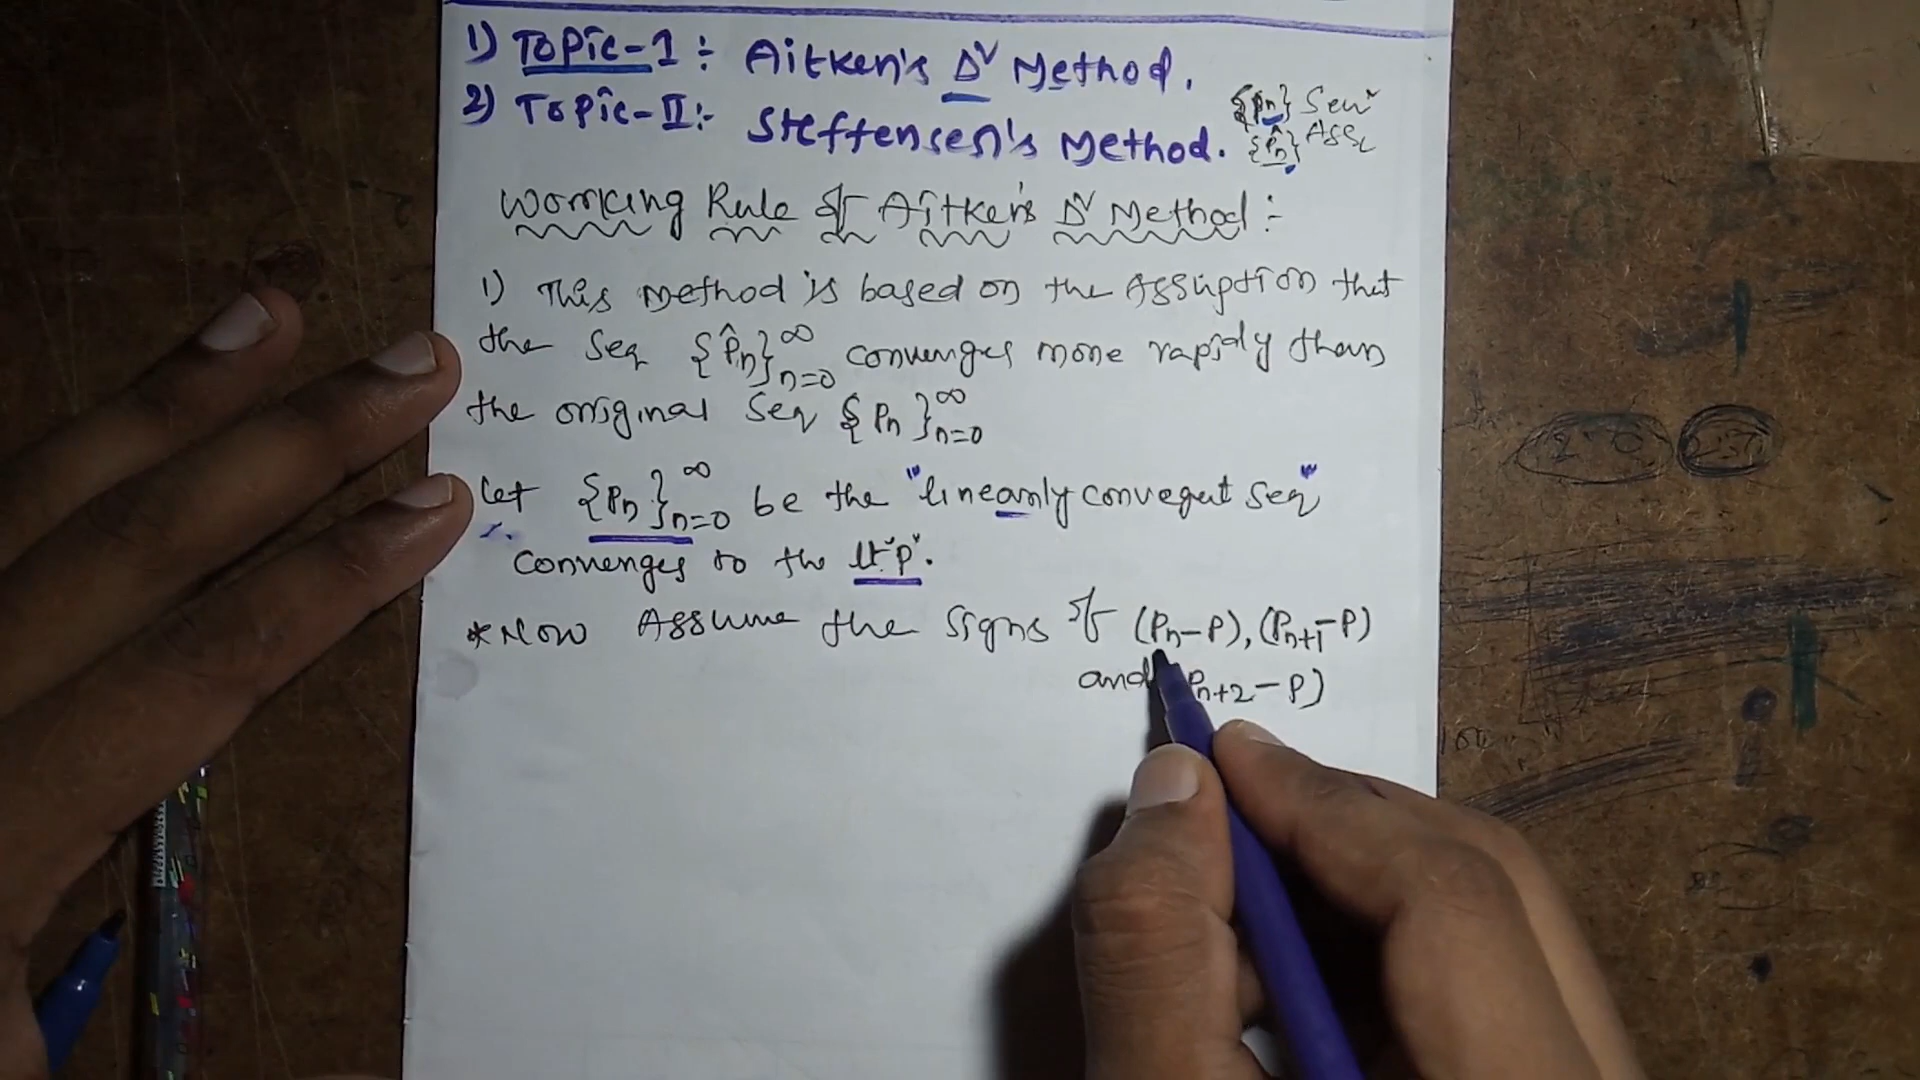 1) Topic-1 :- Aitken's Δ² Method.
2) Topic-II:- Steffensen's Method.
{Pn} Seq
{P̂n}
Working Rule of Aitken's Δ² Method :-
1) This Method is based on the Assuption that
the Seq {P̂n}∞n=0 converges more rapidly than
the original Seq {Pn}∞n=0
Let {Pn}∞n=0 be the "linearly convegent Seq"
converges to the lt "p".
*Now Assume the signs of (Pn-P), (Pn+1-P)
and (Pn+2-P)